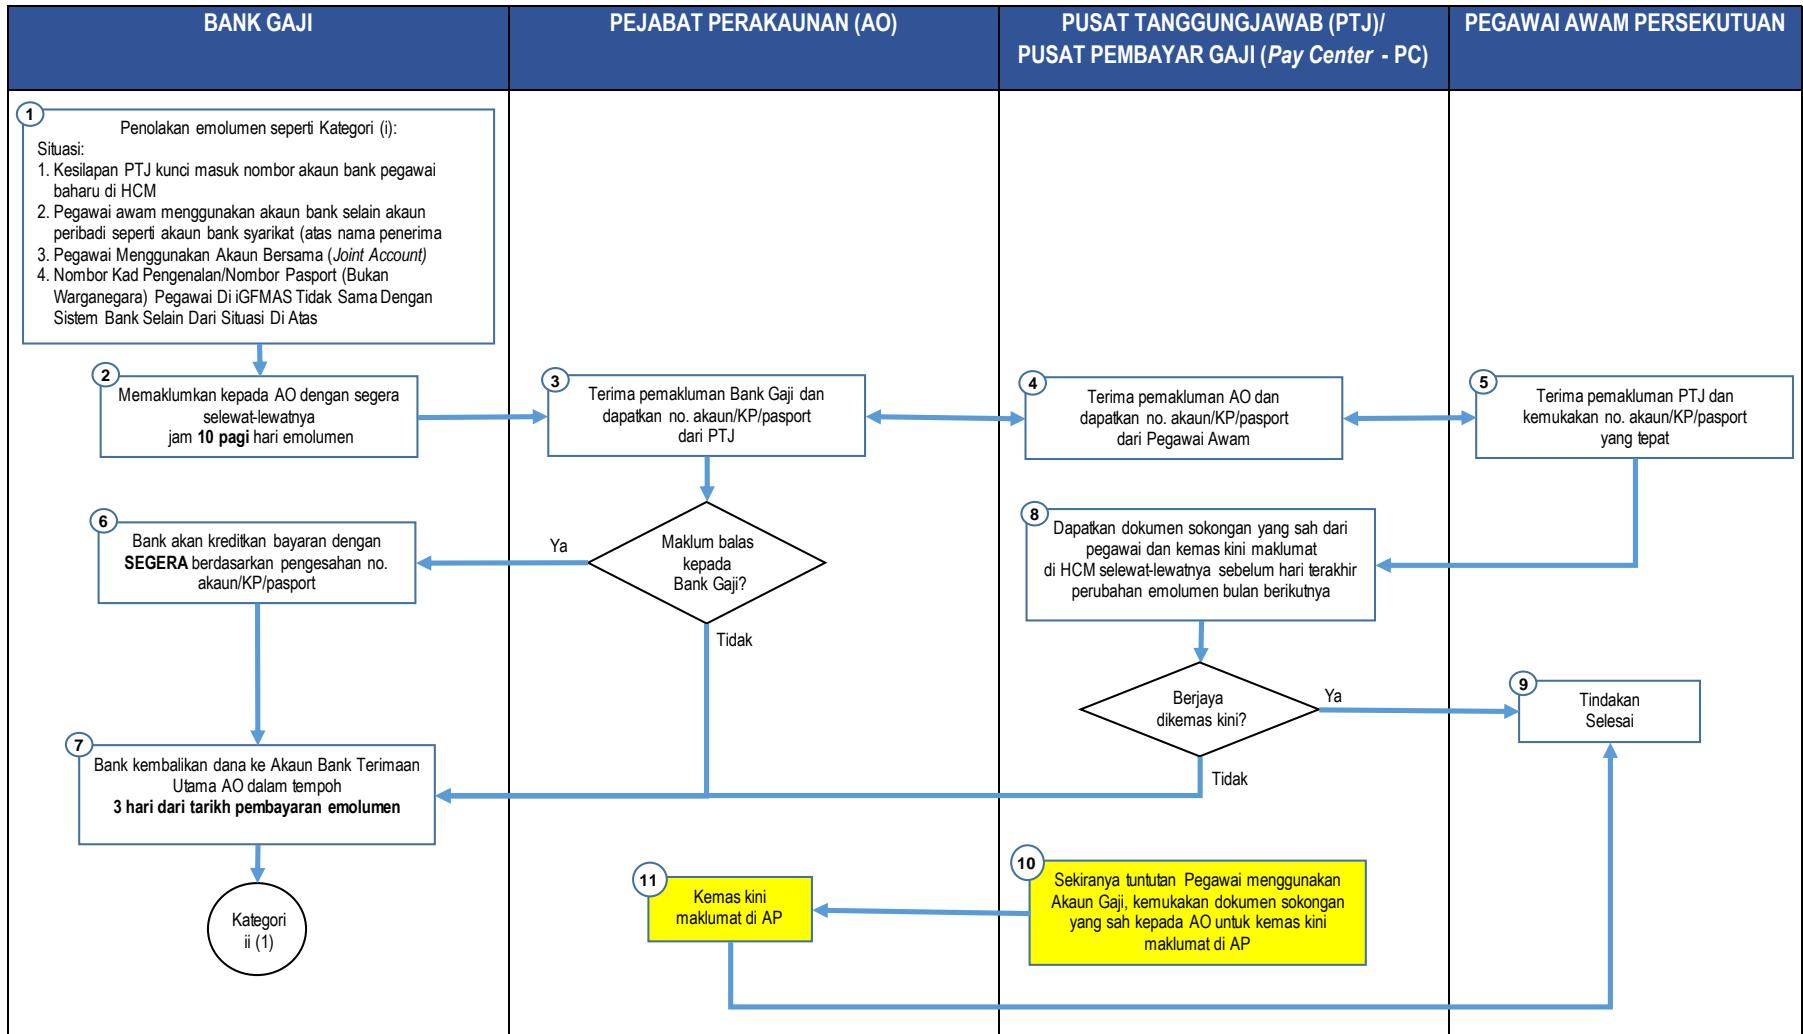 BANK GAJI
PEJABAT PERAKAUNAN (AO)
PUSAT TANGGUNGJAWAB (PTJ)/
PUSAT PEMBAYAR GAJI (Pay Center - PC)
PEGAWAI AWAM PERSEKUTUAN
1
Penolakan emolumen seperti Kategori (i):
Situasi:
1. Kesilapan PTJ kunci masuk nombor akaun bank pegawai
baharu di HCM
2. Pegawai awam menggunakan akaun bank selain akaun
peribadi seperti akaun bank syarikat (atas nama penerima
3. Pegawai Menggunakan Akaun Bersama (Joint Account)
4. Nombor Kad Pengenalan/Nombor Pasport (Bukan
Warganegara) Pegawai Di iGFMAS Tidak Sama Dengan
Sistem Bank Selain Dari Situasi Di Atas
2
Memaklumkan kepada AO dengan segera
selewat-lewatnya
jam 10 pagi hari emolumen
3
Terima pemakluman Bank Gaji dan
dapatkan no. akaun/KP/pasport
dari PTJ
4
Terima pemakluman AO dan
dapatkan no. akaun/KP/pasport
dari Pegawai Awam
5
Terima pemakluman PTJ dan
kemukakan no. akaun/KP/pasport
yang tepat
6
Bank akan kreditkan bayaran dengan
SEGERA berdasarkan pengesahan no.
akaun/KP/pasport
Ya
Maklum balas
kepada
Bank Gaji?
Tidak
8
Dapatkan dokumen sokongan yang sah dari
pegawai dan kemas kini maklumat
di HCM selewat-lewatnya sebelum hari terakhir
perubahan emolumen bulan berikutnya
Berjaya
dikemas kini?
Ya
Tidak
9
Tindakan
Selesai
7
Bank kembalikan dana ke Akaun Bank Terimaan
Utama AO dalam tempoh
3 hari dari tarikh pembayaran emolumen
Kategori
ii (1)
11
Kemas kini
maklumat di AP
10
Sekiranya tuntutan Pegawai menggunakan
Akaun Gaji, kemukakan dokumen sokongan
yang sah kepada AO untuk kemas kini
maklumat di AP